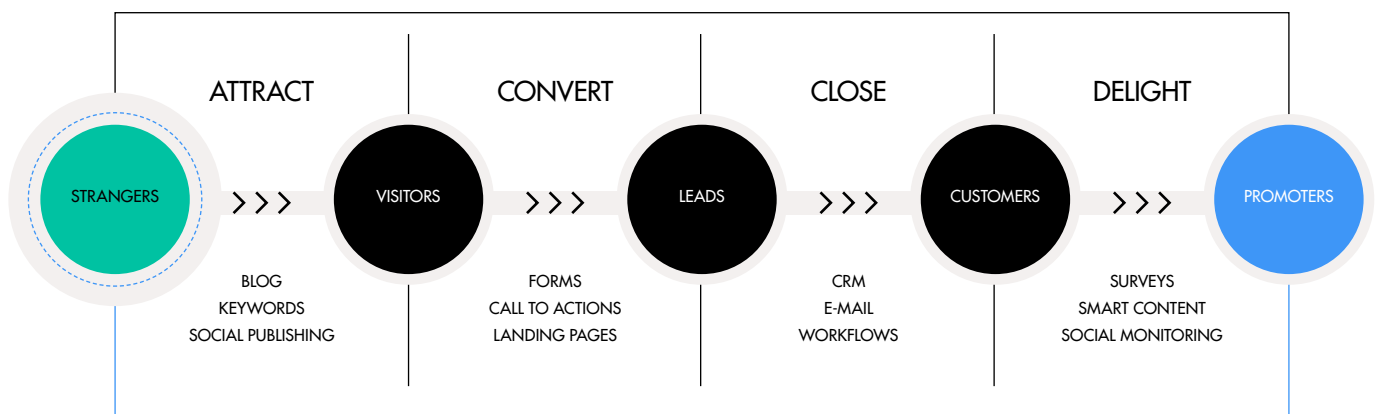 ATTRACT
CONVERT
CLOSE
DELIGHT
STRANGERS
VISITORS
LEADS
CUSTOMERS
PROMOTERS
BLOG
KEYWORDS
SOCIAL PUBLISHING
FORMS
CALL TO ACTIONS
LANDING PAGES
CRM
E-MAIL
WORKFLOWS
SURVEYS
SMART CONTENT
SOCIAL MONITORING